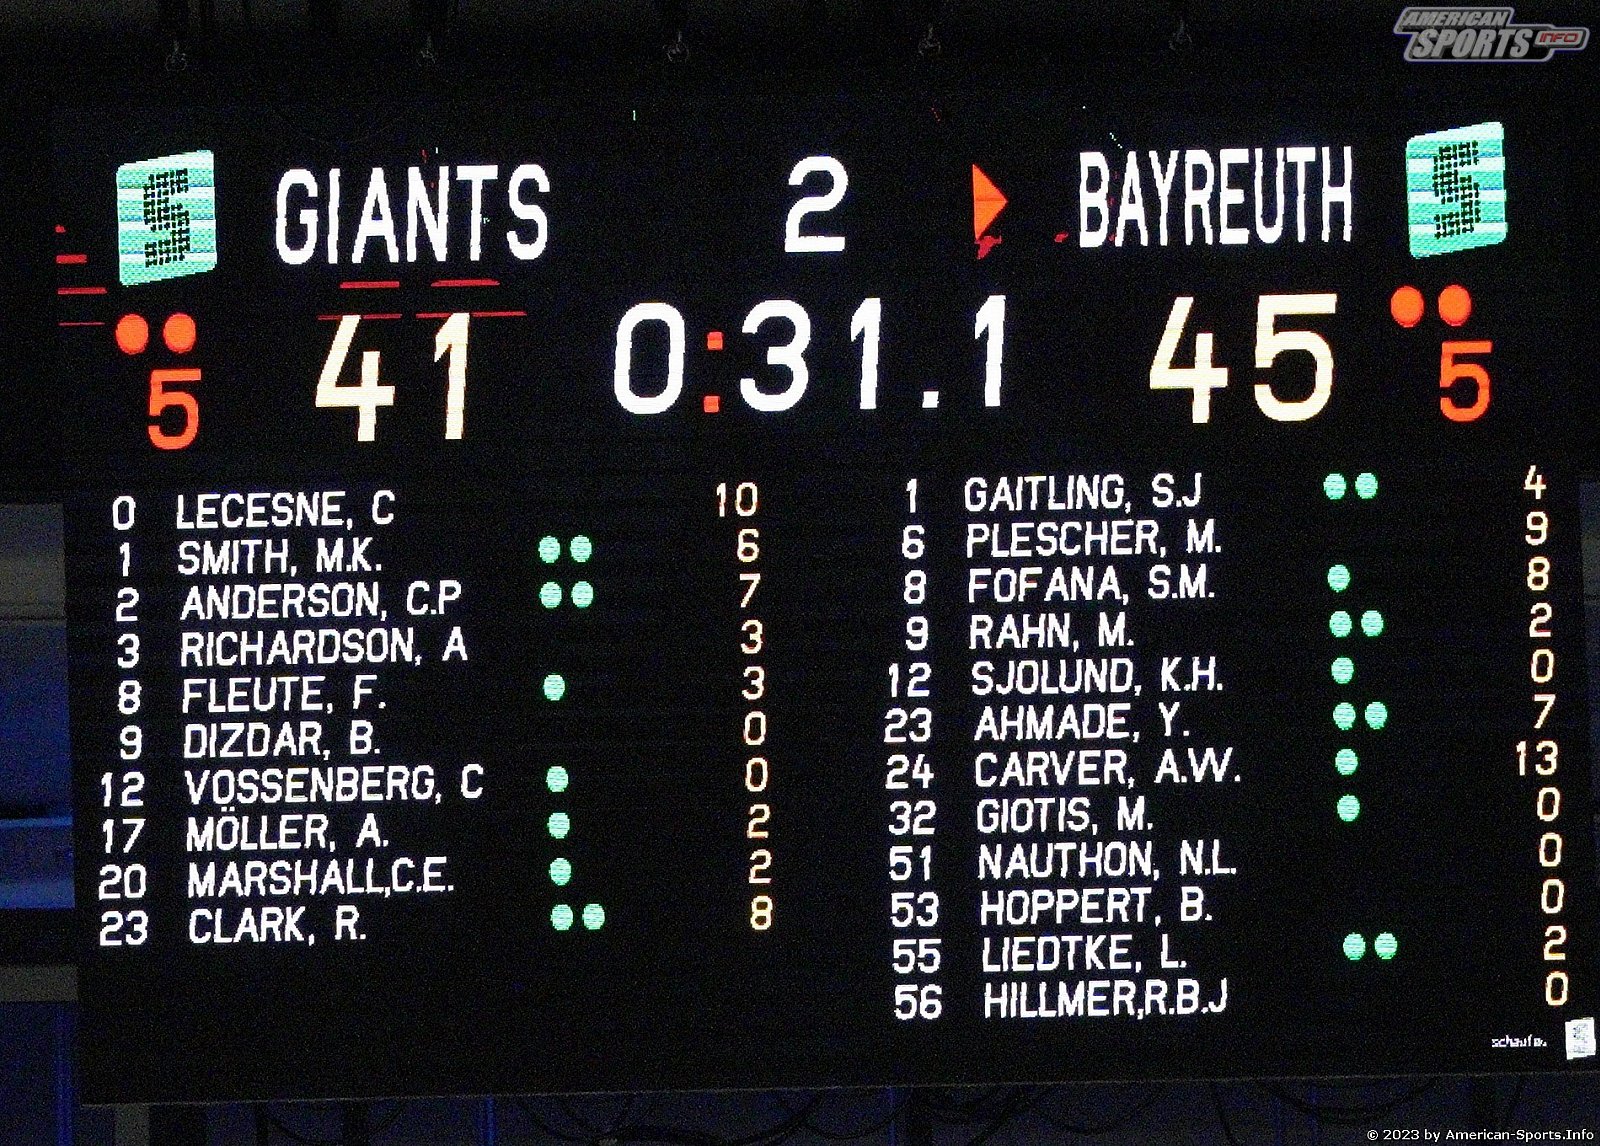 AMERICAN
SPORTS INFO
GIANTS 2 BAYREUTH
41 0:31.1 45
5 5
0 LECESNE, C 10
1 SMITH, M.K. 6
2 ANDERSON, C.P 7
3 RICHARDSON, A 3
8 FLEUTE, F. 3
9 DIZDAR, B. 0
12 VOSSENBERG, C 0
17 MÖLLER, A. 2
20 MARSHALL,C.E. 2
23 CLARK, R. 8
1 GAITLING, S.J 4
6 PLESCHER, M. 9
8 FOFANA, S.M. 8
9 RAHN, M. 2
12 SJOLUND, K.H. 0
23 AHMADE, Y. 7
24 CARVER, A.W. 13
32 GIOTIS, M. 0
51 NAUTHON, N.L. 0
53 HOPPERT, B. 0
55 LIEDTKE, L. 2
56 HILLMER,R.B.J 0
© 2023 by American-Sports.Info